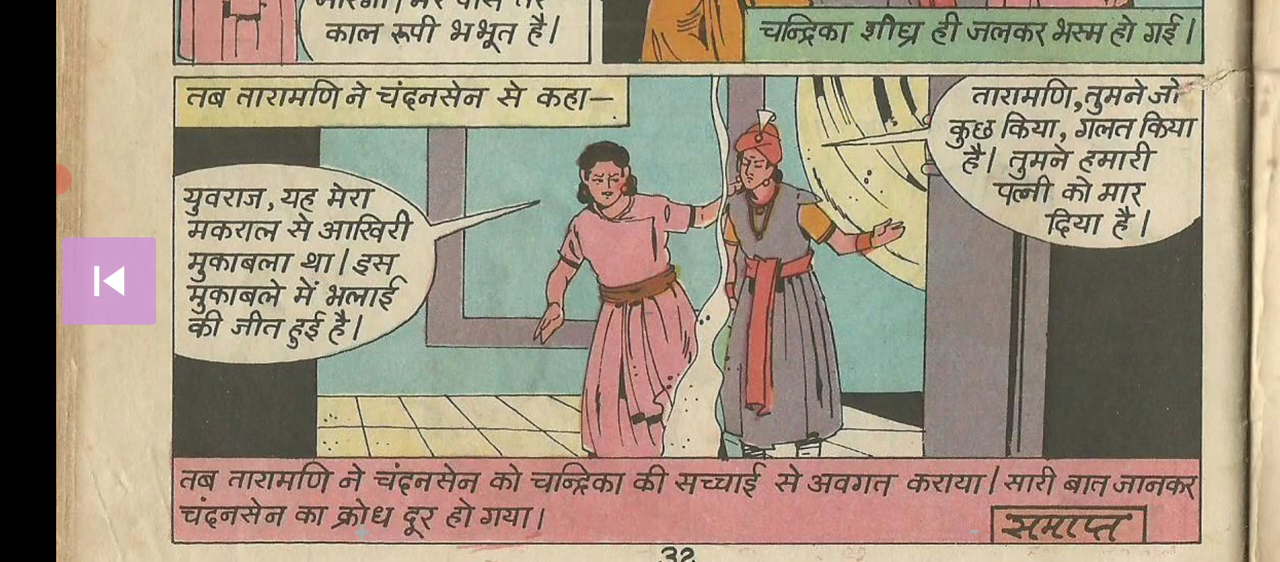 काल रूपी भभूत है।
चन्द्रिका शीघ्र ही जलकर भस्म हो गई।
तब तारामणि ने चंदनसेन से कहा—
युवराज, यह मेरा
मकराल से आखिरी
मुकाबला था। इस
मुकाबले में भलाई
की जीत हुई है।
तारामणि, तुमने जो
कुछ किया, गलत किया
है। तुमने हमारी
पत्नी को मार
दिया है।
तब तारामणि ने चंदनसेन को चन्द्रिका की सच्चाई से अवगत कराया। सारी बात जानकर
चंदनसेन का क्रोध दूर हो गया।
समाप्त
32